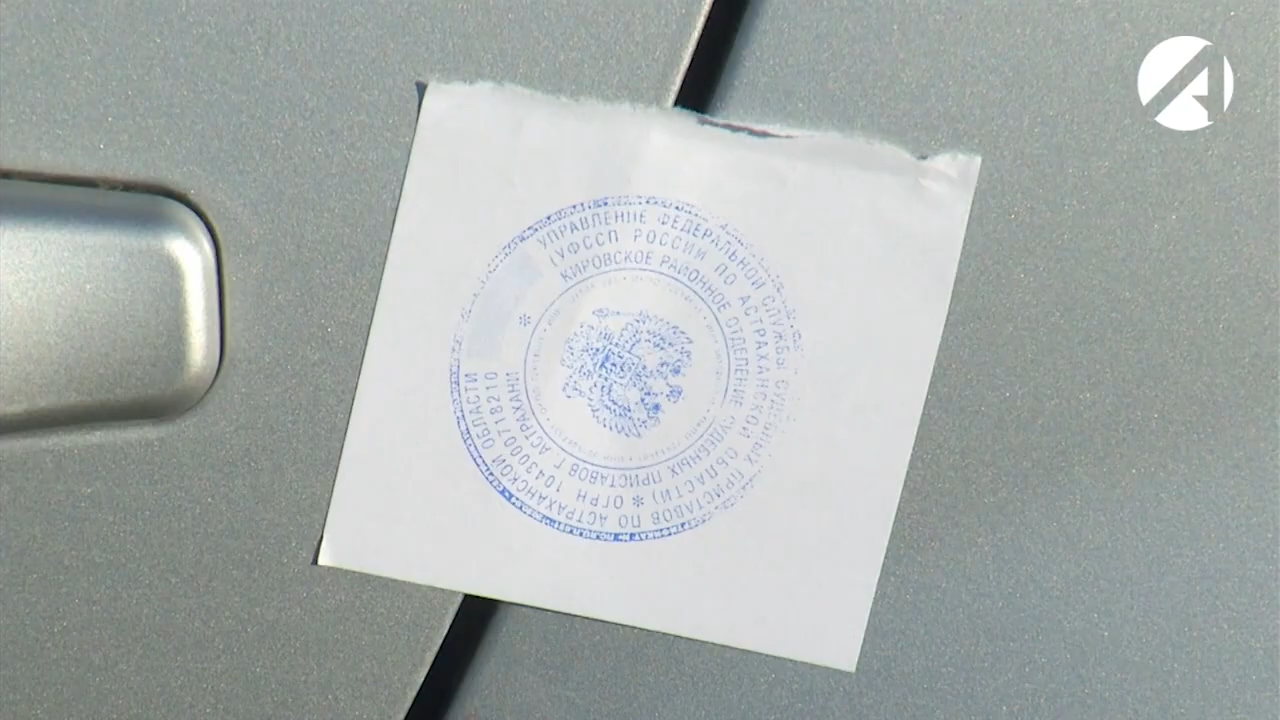 УПРАВЛЕНИЕ ФЕДЕРАЛЬНОЙ СЛУЖБЫ СУДЕБНЫХ ПРИСТАВОВ ПО АСТРАХАНСКОЙ ОБЛАСТИ
(УФССП РОССИИ ПО АСТРАХАНСКОЙ ОБЛАСТИ) * ОГРН 1043000718210
КИРОВСКОЕ РАЙОННОЕ ОТДЕЛЕНИЕ СУДЕБНЫХ ПРИСТАВОВ Г АСТРАХАНИ
*